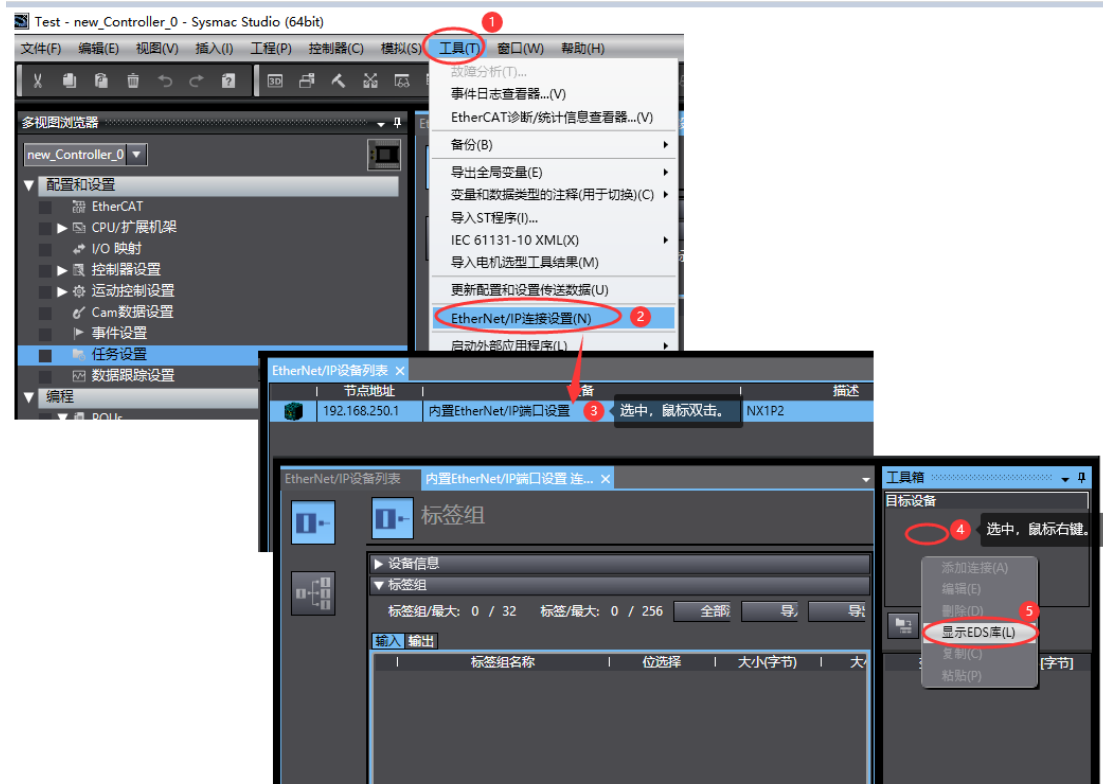 Test - new_Controller_0 - Sysmac Studio (64bit)
1
文件(F) 编辑(E) 视图(V) 插入(I) 工程(P) 控制器(C) 模拟(S) 工具(T) 窗口(W) 帮助(H)
3D
故障分析(T)...
事件日志查看器...(V)
EtherCAT诊断/统计信息查看器...(V)
备份(B)
导出全局变量(E)
变量和数据类型的注释(用于切换)(C)
导入ST程序(I)...
IEC 61131-10 XML(X)
导入电机选型工具结果(M)
更新配置和设置传送数据(U)
EtherNet/IP连接设置(N)
2
启动外部应用程序(L)
多视图浏览器
new_Controller_0
配置和设置
EtherCAT
CPU/扩展机架
I/O 映射
控制器设置
运动控制设置
Cam数据设置
事件设置
任务设置
数据跟踪设置
编程
POUs
EtherNet/IP设备列表
节点地址 备 描述
192.168.250.1 内置EtherNet/IP端口设置 3 选中，鼠标双击。 NX1P2
EtherNet/IP设备列表 内置EtherNet/IP端口设置 连...
标签组
设备信息
标签组
标签组/最大: 0 / 32 标签/最大: 0 / 256 全部 导 导
输入 输出
标签组名称 位选择 大小(字节) 大
工具箱
目标设备
4 选中，鼠标右键。
添加连接(A)
编辑(E)
删除(D)
5
显示EDS库(L)
复制(C)
粘贴(P)
[字节]